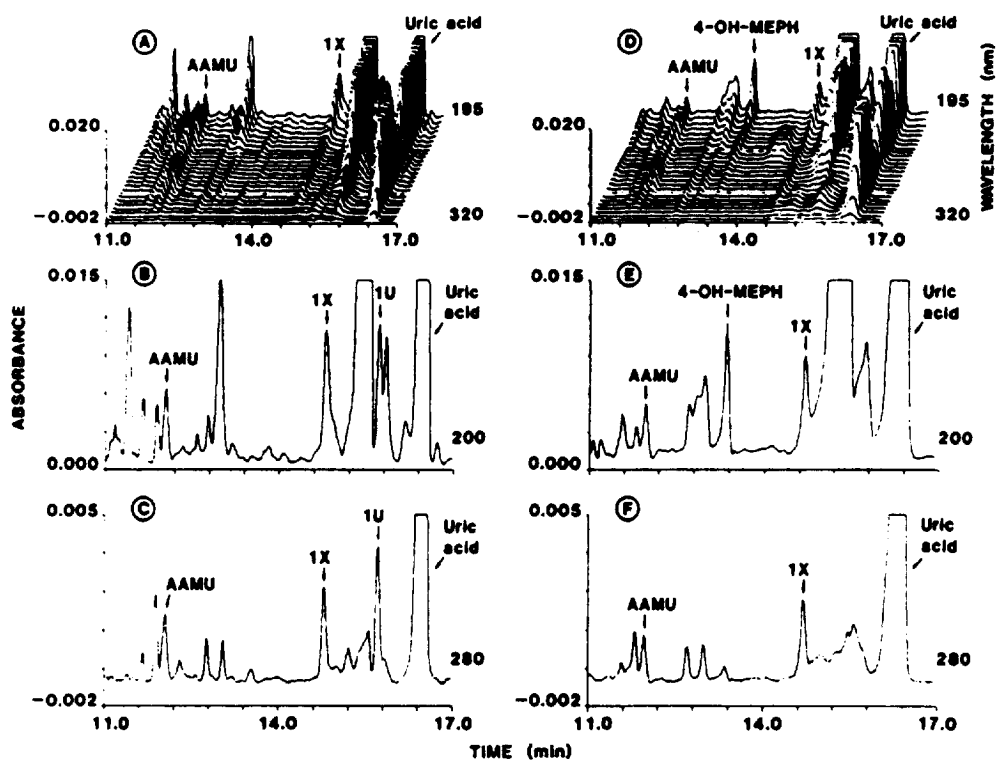 A
AAMU
1X
Uric acid
195
0.020
-0.002
320
11.0
14.0
17.0
D
4-OH-MEPH
AAMU
1X
Uric acid
195
0.020
-0.002
320
11.0
14.0
17.0
WAVELENGTH (nm)
B
0.015
AAMU
1X
1U
Uric
acid
200
0.000
E
0.015
4-OH-MEPH
AAMU
1X
Uric
acid
200
0.000
ABSORBANCE
C
0.005
AAMU
1X
1U
Uric
acid
280
-0.002
11.0
14.0
17.0
F
0.005
AAMU
1X
Uric
acid
280
-0.002
11.0
14.0
17.0
TIME (min)